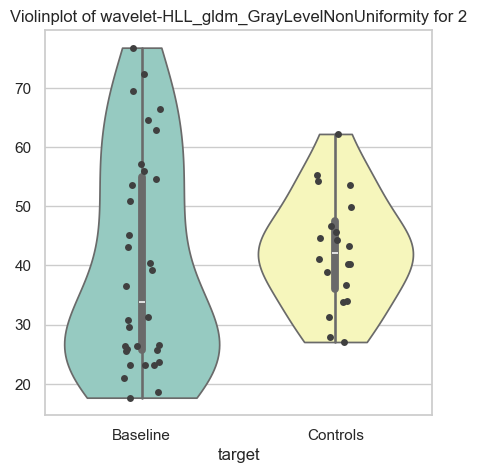 Violinplot of wavelet-HLL_gldm_GrayLevelNonUniformity for 2
70
60
50
40
30
20
Baseline Controls
target